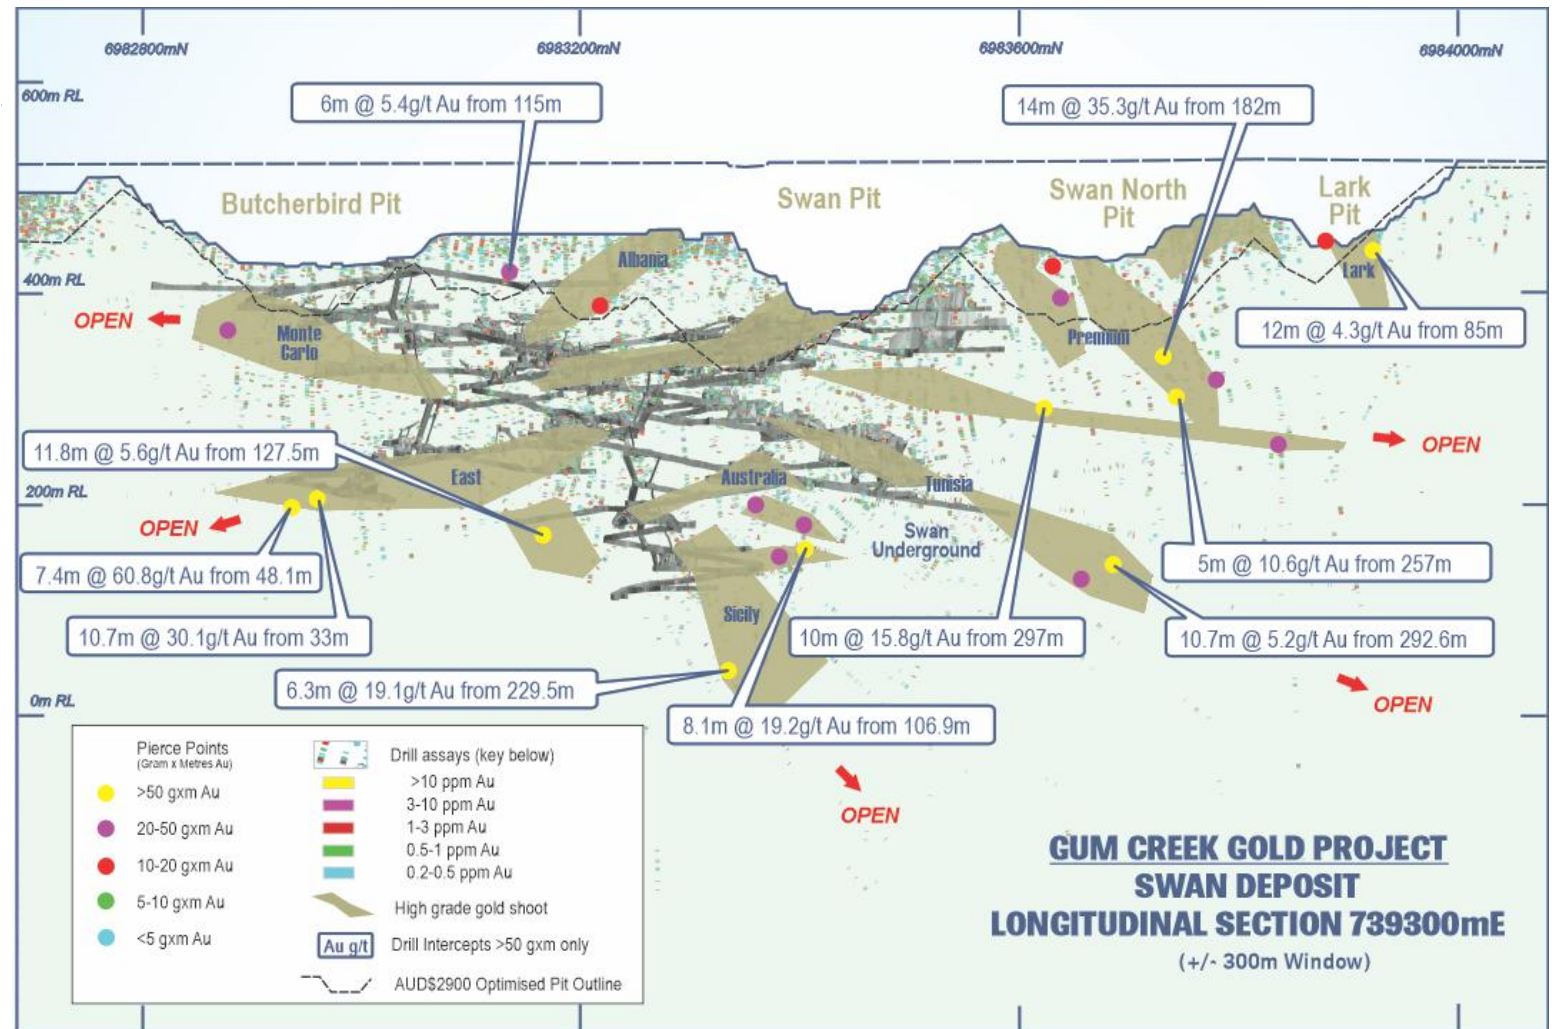 6982800mN
6983200mN
6983600mN
6984000mN
600m RL
6m @ 5.4g/t Au from 115m
14m @ 35.3g/t Au from 182m
Butcherbird Pit
Swan Pit
Swan North
Pit
Lark
Pit
Albania
Lark
400m RL
OPEN
Monte
Carlo
Premium
12m @ 4.3g/t Au from 85m
11.8m @ 5.6g/t Au from 127.5m
OPEN
East
Australia
Tunisia
200m RL
OPEN
Swan
Underground
7.4m @ 60.8g/t Au from 48.1m
5m @ 10.6g/t Au from 257m
Sicily
10.7m @ 30.1g/t Au from 33m
10m @ 15.8g/t Au from 297m
10.7m @ 5.2g/t Au from 292.6m
6.3m @ 19.1g/t Au from 229.5m
0m RL
OPEN
8.1m @ 19.2g/t Au from 106.9m
OPEN
Pierce Points
(Gram x Metres Au)
>50 gxm Au
20-50 gxm Au
10-20 gxm Au
5-10 gxm Au
<5 gxm Au
Drill assays (key below)
>10 ppm Au
3-10 ppm Au
1-3 ppm Au
0.5-1 ppm Au
0.2-0.5 ppm Au
High grade gold shoot
Au g/t
Drill Intercepts >50 gxm only
AUD$2900 Optimised Pit Outline
GUM CREEK GOLD PROJECT
SWAN DEPOSIT
LONGITUDINAL SECTION 739300mE
(+/- 300m Window)